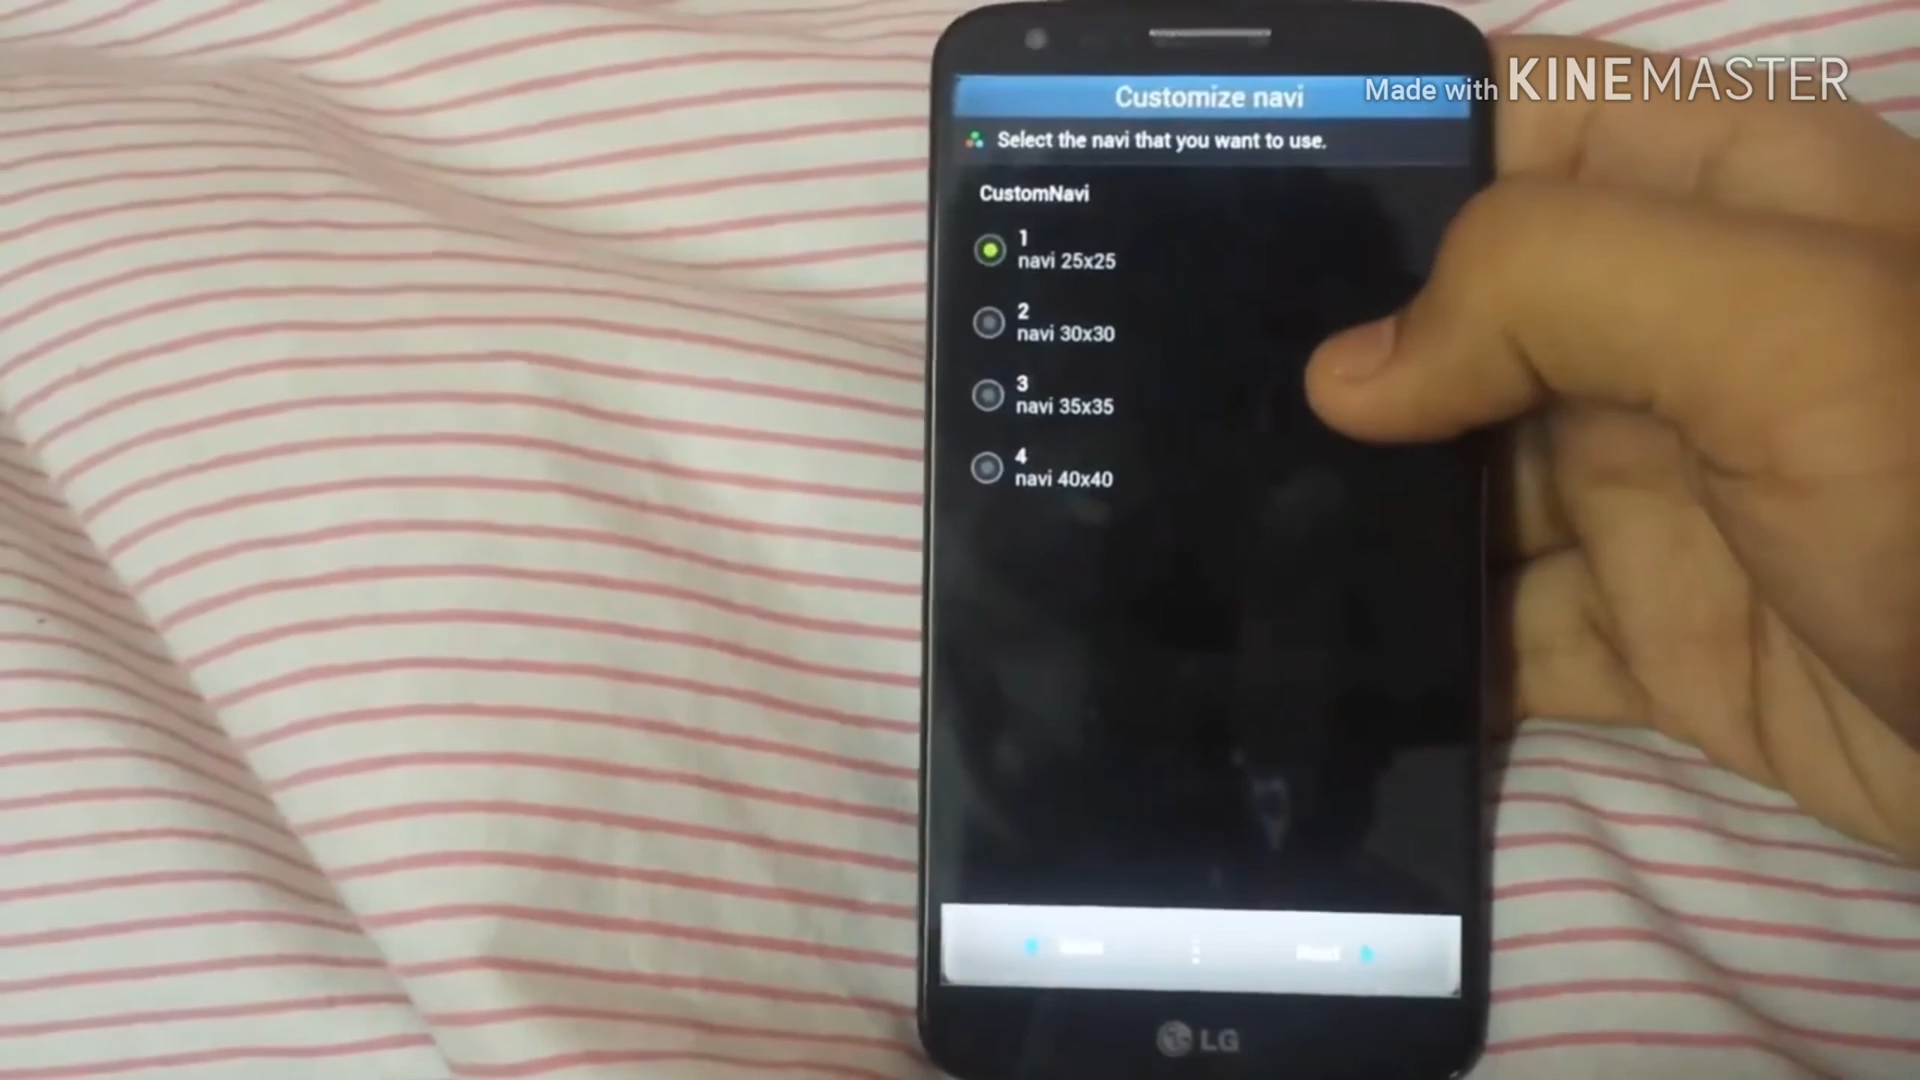 Customize navi
Made with KINEMASTER
Select the navi that you want to use.
CustomNavi
1
navi 25x25
2
navi 30x30
3
navi 35x35
4
navi 40x40
Next
LG